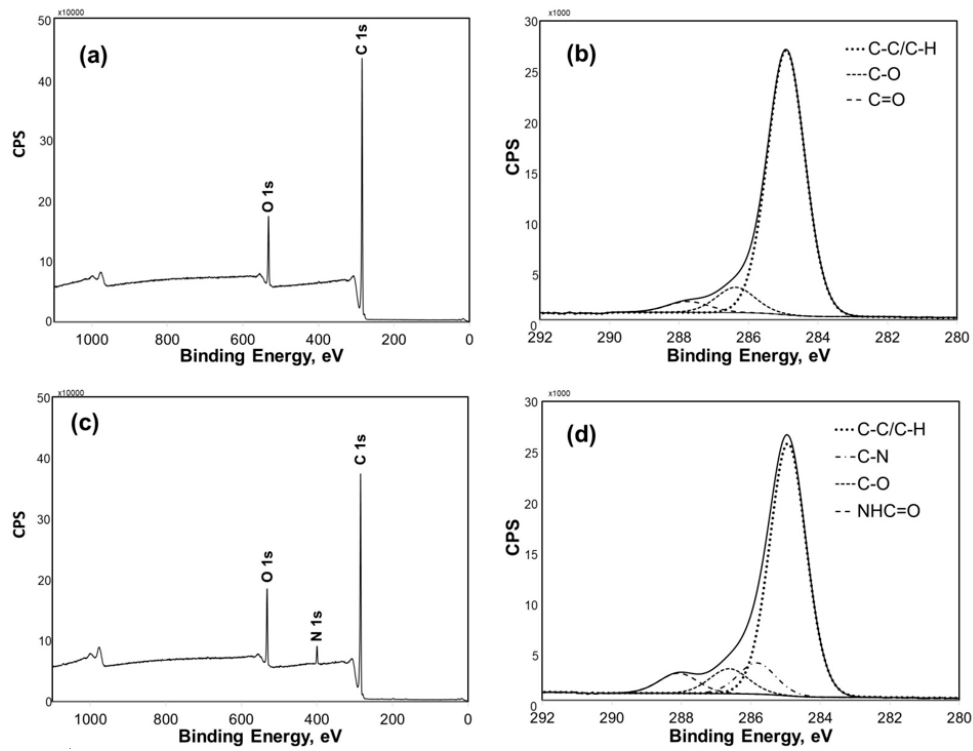 x10000
50
40
30
20
10
0
CPS
(a)
O 1s
C 1s
1000 800 600 400 200 0
Binding Energy, eV
x1000
30
25
20
15
10
5
0
CPS
(b)
C-C/C-H
C-O
C=O
292 290 288 286 284 282 280
Binding Energy, eV
x10000
50
40
30
20
10
0
CPS
(c)
O 1s
N 1s
C 1s
1000 800 600 400 200 0
Binding Energy, eV
x1000
30
25
20
15
10
5
0
CPS
(d)
C-C/C-H
C-N
C-O
NHC=O
292 290 288 286 284 282 280
Binding Energy, eV